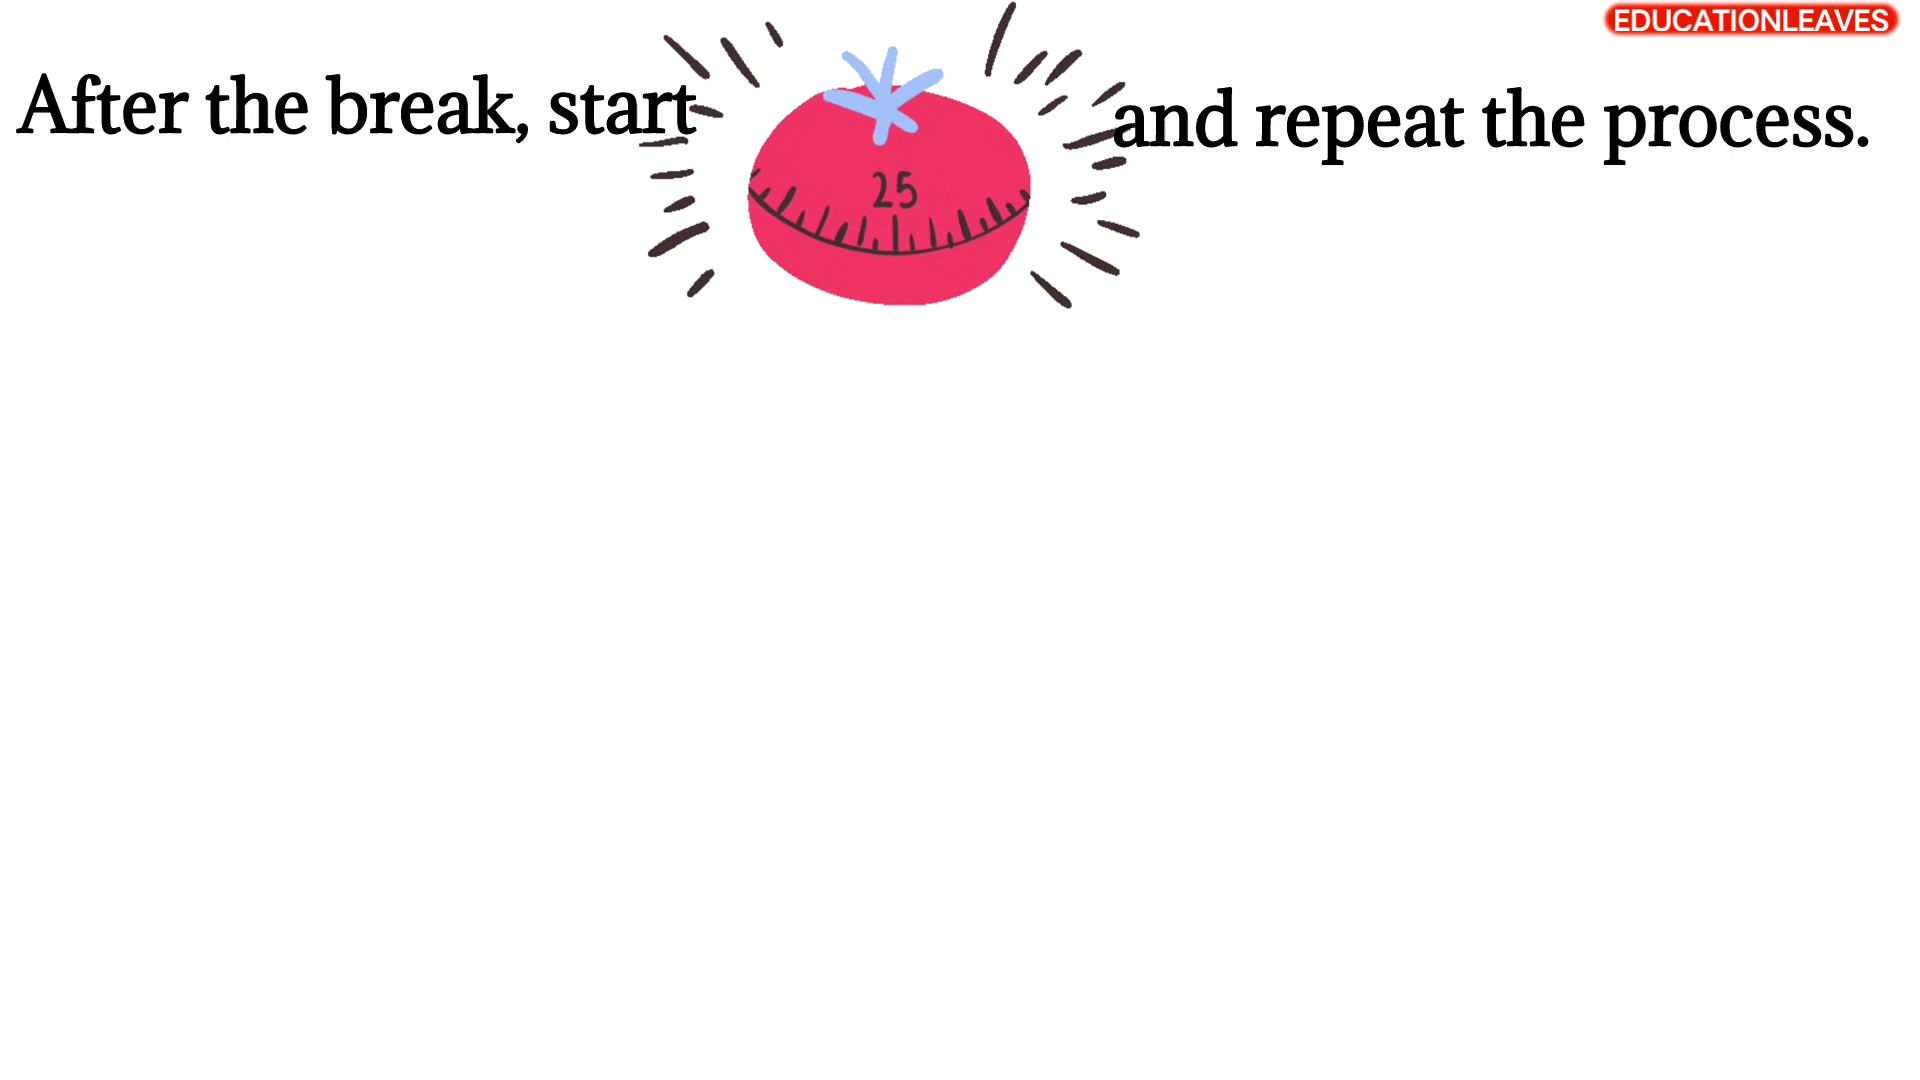 EDUCATIONLEAVES
After the break, start
25
and repeat the process.